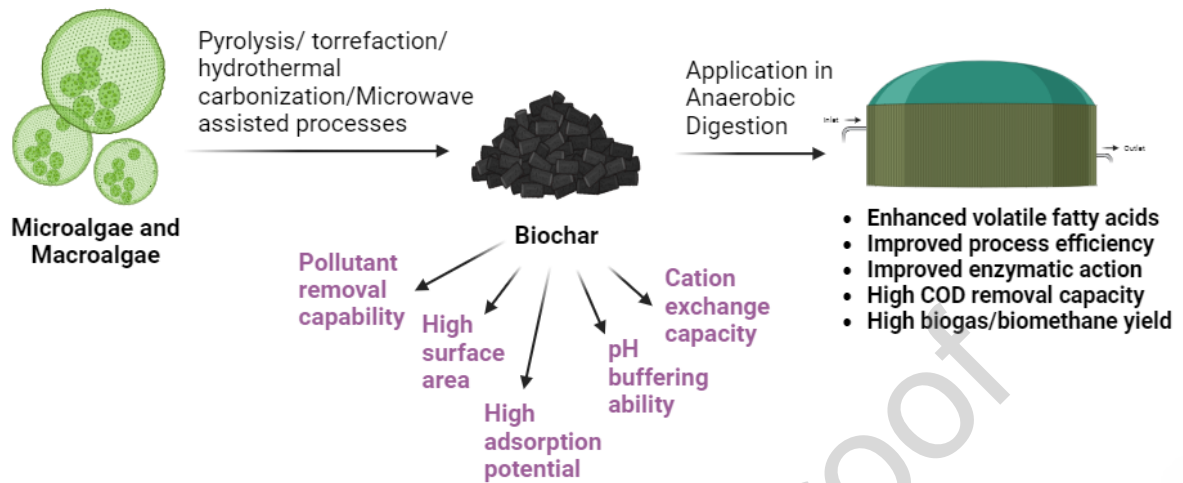 Pyrolysis/ torrefaction/
hydrothermal
carbonization/Microwave
assisted processes
Application in
Anaerobic
Digestion
Inlet
Outlet
Microalgae and
Macroalgae
Biochar
Pollutant
removal
capability
High
surface
area
High
adsorption
potential
pH
buffering
ability
Cation
exchange
capacity
• Enhanced volatile fatty acids
• Improved process efficiency
• Improved enzymatic action
• High COD removal capacity
• High biogas/biomethane yield
roof